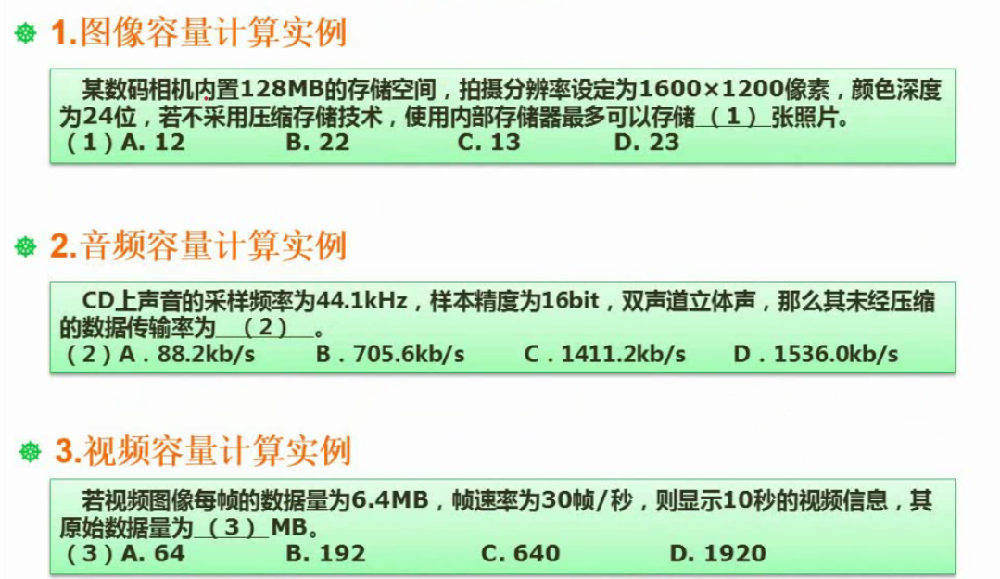 1.图像容量计算实例
某数码相机内置128MB的存储空间，拍摄分辨率设定为1600×1200像素，颜色深度
为24位，若不采用压缩存储技术，使用内部存储器最多可以存储 （1） 张照片。
（1）A. 12 B. 22 C. 13 D. 23
2.音频容量计算实例
CD上声音的采样频率为44.1kHz，样本精度为16bit，双声道立体声，那么其未经压缩
的数据传输率为 （2） 。
（2）A．88.2kb/s B．705.6kb/s C．1411.2kb/s D．1536.0kb/s
3.视频容量计算实例
若视频图像每帧的数据量为6.4MB，帧速率为30帧/秒，则显示10秒的视频信息，其
原始数据量为 （3） MB。
（3）A. 64 B. 192 C. 640 D. 1920